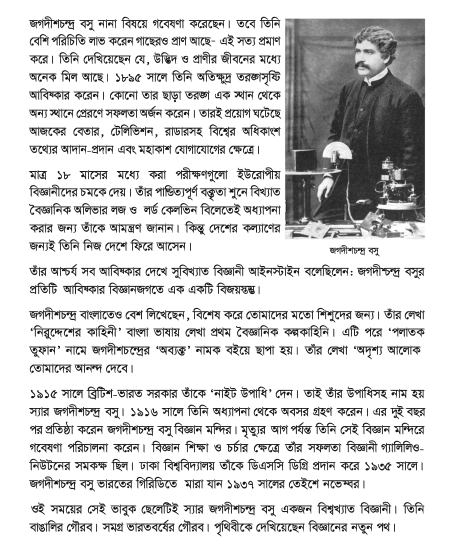 জগদীশচন্দ্র বসু নানা বিষয়ে গবেষণা করেছেন। তবে তিনি
বেশি পরিচিতি লাভ করেন গাছেরও প্রাণ আছে- এই সত্য প্রমাণ
করে। তিনি দেখিয়েছেন যে, উদ্ভিদ ও প্রাণীর জীবনের মধ্যে
অনেক মিল আছে। ১৮৯৫ সালে তিনি অতিক্ষুদ্র তরঙ্গসৃষ্টি
আবিষ্কার করেন। কোনো তার ছাড়া তরঙ্গ এক স্থান থেকে
অন্য স্থানে প্রেরণে সফলতা অর্জন করেন। তারই প্রয়োগ ঘটেছে
আজকের বেতার, টেলিভিশন, রাডারসহ বিশ্বের অধিকাংশ
তথ্যের আদান-প্রদান এবং মহাকাশ যোগাযোগের ক্ষেত্রে।
মাত্র ১৮ মাসের মধ্যে করা পরীক্ষণগুলো ইউরোপীয়
বিজ্ঞানীদের চমকে দেয়। তাঁর পান্ডিত্যপূর্ণ বক্তৃতা শুনে বিখ্যাত
বৈজ্ঞানিক অলিভার লজ ও লর্ড কেলভিন বিলেতেই অধ্যাপনা
করার জন্য তাঁকে আমন্ত্রণ জানান। কিন্তু দেশের কল্যাণের
জন্যই তিনি নিজ দেশে ফিরে আসেন।
জগদীশচন্দ্র বসু
তাঁর আশ্চর্য সব আবিষ্কার দেখে সুবিখ্যাত বিজ্ঞানী আইনস্টাইন বলেছিলেন: জগদীশচন্দ্র বসুর
প্রতিটি আবিষ্কার বিজ্ঞানজগতে এক একটি বিজয়স্তম্ভ।
জগদীশচন্দ্র বাংলাতেও বেশ লিখেছেন, বিশেষ করে তোমাদের মতো শিশুদের জন্য। তাঁর লেখা
‘নিরুদ্দেশের কাহিনী’ বাংলা ভাষায় লেখা প্রথম বৈজ্ঞানিক কল্পকাহিনি। এটি পরে ‘পলাতক
তুফান’ নামে জগদীশচন্দ্রের ‘অব্যক্ত’ নামক বইয়ে ছাপা হয়। তাঁর লেখা ‘অদৃশ্য আলোক
তোমাদের আনন্দ দেবে।
১৯১৫ সালে ব্রিটিশ-ভারত সরকার তাঁকে ‘নাইট উপাধি’ দেন। তাই তাঁর উপাধিসহ নাম হয়
স্যার জগদীশচন্দ্র বসু। ১৯১৬ সালে তিনি অধ্যাপনা থেকে অবসর গ্রহণ করেন। এর দুই বছর
পর প্রতিষ্ঠা করেন জগদীশচন্দ্র বসু বিজ্ঞান মন্দির। মৃত্যুর আগ পর্যন্ত তিনি সেই বিজ্ঞান মন্দিরে
গবেষণা পরিচালনা করেন। বিজ্ঞান শিক্ষা ও চর্চার ক্ষেত্রে তাঁর সফলতা বিজ্ঞানী গ্যালিলিও-
নিউটনের সমকক্ষ ছিল। ঢাকা বিশ্ববিদ্যালয় তাঁকে ডিএসসি ডিগ্রি প্রদান করে ১৯৩৫ সালে।
জগদীশচন্দ্র বসু ভারতের গিরিডিতে মারা যান ১৯৩৭ সালের তেইশে নভেম্বর।
ওই সময়ের সেই ভাবুক ছেলেটিই স্যার জগদীশচন্দ্র বসু একজন বিশ্বখ্যাত বিজ্ঞানী। তিনি
বাঙালির গৌরব। সমগ্র ভারতবর্ষের গৌরব। পৃথিবীকে দেখিয়েছেন বিজ্ঞানের নতুন পথ।